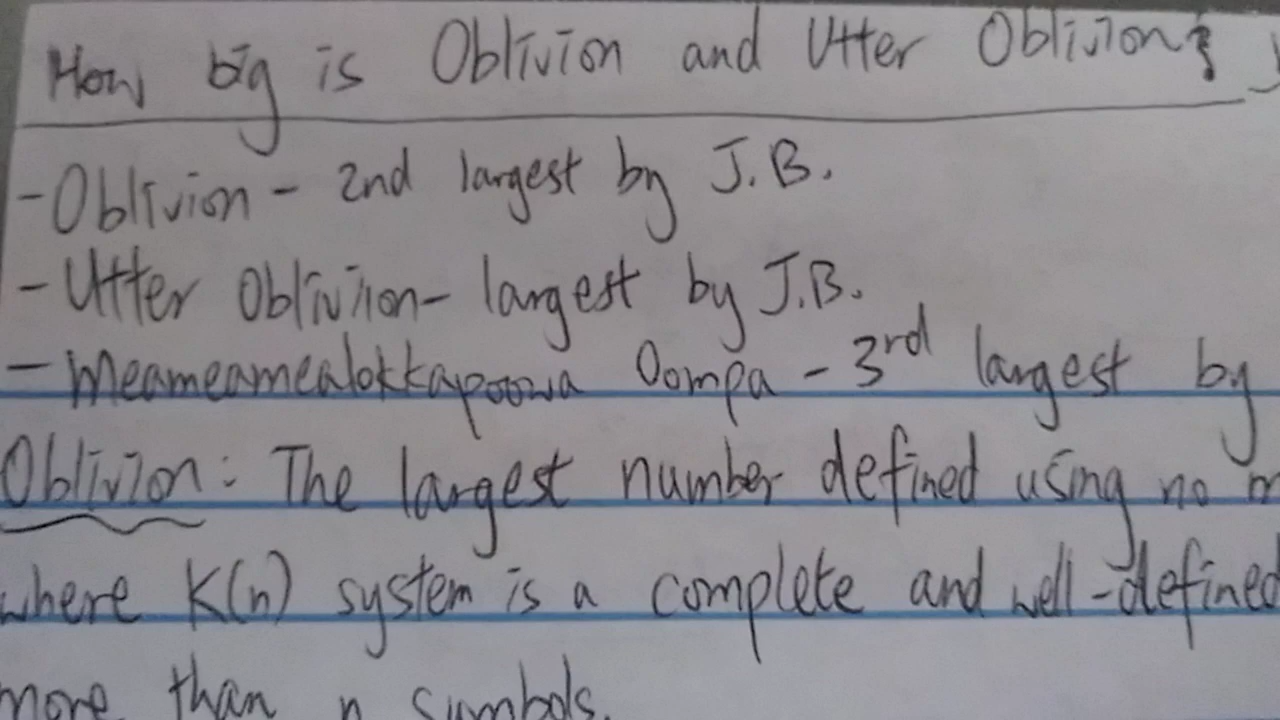 How big is Oblivion and Utter Oblivion?
- Oblivion - 2nd largest by J.B.
- Utter Oblivion - largest by J.B.
- Meameamealokkapoowa Oompa - 3rd largest by
Oblivion: The largest number defined using no
where K(n) system is a complete and well-defined
more than n symbols.